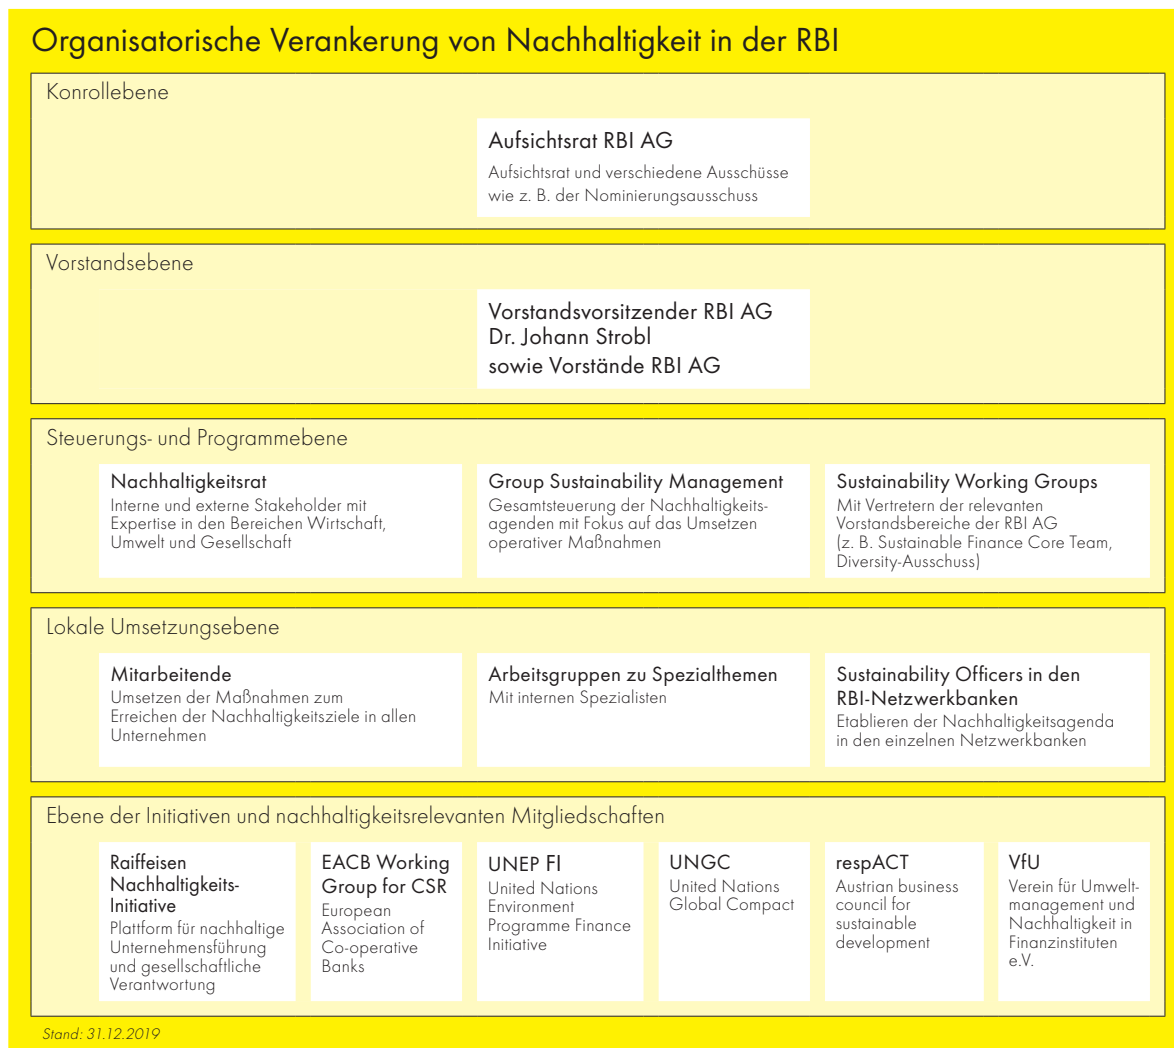 Organisatorische Verankerung von Nachhaltigkeit in der RBI
Konrollebene
Aufsichtsrat RBI AG
Aufsichtsrat und verschiedene Ausschüsse
wie z. B. der Nominierungsausschuss
Vorstandsebene
Vorstandsvorsitzender RBI AG
Dr. Johann Strobl
sowie Vorstände RBI AG
Steuerungs- und Programmebene
Nachhaltigkeitsrat
Interne und externe Stakeholder mit
Expertise in den Bereichen Wirtschaft,
Umwelt und Gesellschaft
Group Sustainability Management
Gesamtsteuerung der Nachhaltigkeits-
agenden mit Fokus auf das Umsetzen
operativer Maßnahmen
Sustainability Working Groups
Mit Vertretern der relevanten
Vorstandsbereiche der RBI AG
(z. B. Sustainable Finance Core Team,
Diversity-Ausschuss)
Lokale Umsetzungsebene
Mitarbeitende
Umsetzen der Maßnahmen zum
Erreichen der Nachhaltigkeitsziele in allen
Unternehmen
Arbeitsgruppen zu Spezialthemen
Mit internen Spezialisten
Sustainability Officers in den
RBI-Netzwerkbanken
Etablieren der Nachhaltigkeitsagenda
in den einzelnen Netzwerkbanken
Ebene der Initiativen und nachhaltigkeitsrelevanten Mitgliedschaften
Raiffeisen
Nachhaltigkeits-
Initiative
Plattform für nachhaltige
Unternehmensführung
und gesellschaftliche
Verantwortung
EACB Working
Group for CSR
European
Association of
Co-operative
Banks
UNEP FI
United Nations
Environment
Programme Finance
Initiative
UNGC
United Nations
Global Compact
respACT
Austrian business
council for
sustainable
development
VfU
Verein für Umwelt-
management und
Nachhaltigkeit in
Finanzinstituten
e.V.
Stand: 31.12.2019